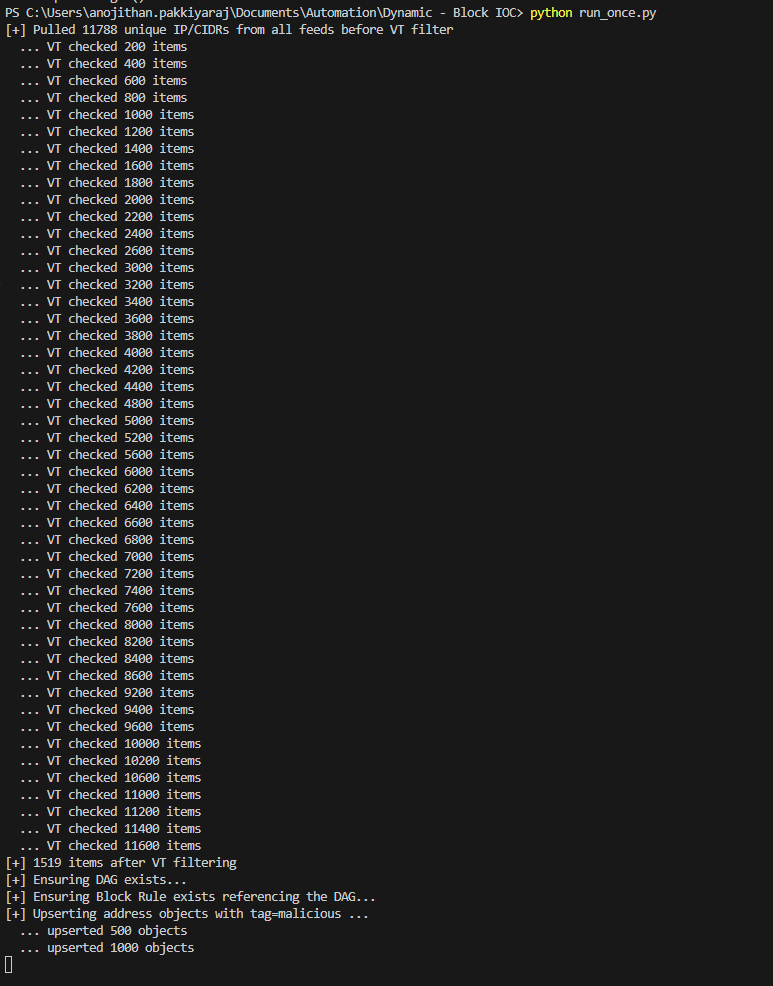 PS C:\Users\anojithan.pakkiyaraj\Documents\Automation\Dynamic - Block IOC> python run_once.py
[+] Pulled 11788 unique IP/CIDRs from all feeds before VT filter
... VT checked 200 items
... VT checked 400 items
... VT checked 600 items
... VT checked 800 items
... VT checked 1000 items
... VT checked 1200 items
... VT checked 1400 items
... VT checked 1600 items
... VT checked 1800 items
... VT checked 2000 items
... VT checked 2200 items
... VT checked 2400 items
... VT checked 2600 items
... VT checked 3000 items
... VT checked 3200 items
... VT checked 3400 items
... VT checked 3600 items
... VT checked 3800 items
... VT checked 4000 items
... VT checked 4200 items
... VT checked 4400 items
... VT checked 4800 items
... VT checked 5000 items
... VT checked 5200 items
... VT checked 5600 items
... VT checked 6000 items
... VT checked 6200 items
... VT checked 6400 items
... VT checked 6600 items
... VT checked 6800 items
... VT checked 7000 items
... VT checked 7200 items
... VT checked 7400 items
... VT checked 7600 items
... VT checked 8000 items
... VT checked 8200 items
... VT checked 8400 items
... VT checked 8600 items
... VT checked 9200 items
... VT checked 9400 items
... VT checked 9600 items
... VT checked 10000 items
... VT checked 10200 items
... VT checked 10600 items
... VT checked 11000 items
... VT checked 11200 items
... VT checked 11400 items
... VT checked 11600 items
[+] 1519 items after VT filtering
[+] Ensuring DAG exists...
[+] Ensuring Block Rule exists referencing the DAG...
[+] Upserting address objects with tag=malicious ...
... upserted 500 objects
... upserted 1000 objects